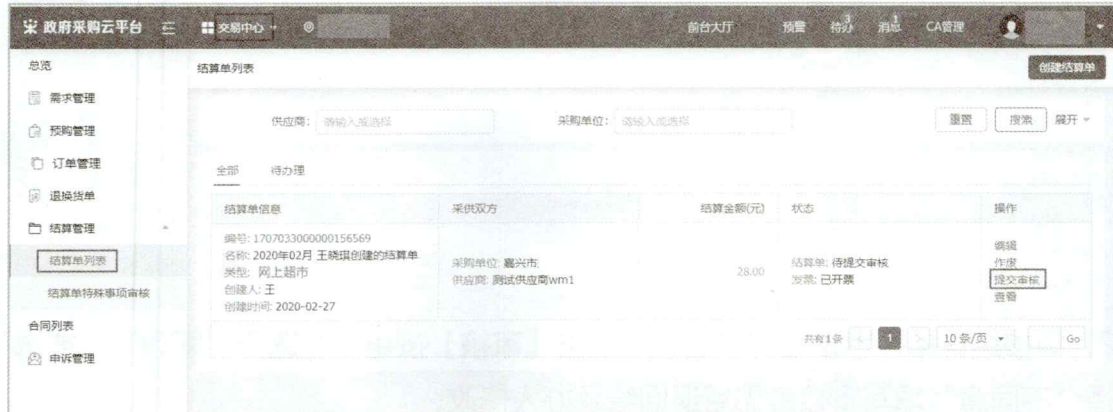 政府采购云平台 交易中心 前台大厅 预警 待办 3 消息 1 CA管理
总览
需求管理
预购管理
订单管理
退换货单
结算管理
结算单列表
结算单特殊事项审核
合同列表
申诉管理
结算单列表 创建结算单
供应商: 请输入或选择 采购单位: 请输入或选择 重置 搜索 展开
全部 待办理
结算单信息 采供双方 结算金额(元) 状态 操作
编号: 1707033000000156569
名称: 2020年02月 王晓琪创建的结算单
类型: 网上超市
创建人: 王
创建时间: 2020-02-27
采购单位: 嘉兴市
供应商: 测试供应商wm1
28.00
结算单: 待提交审核
发票: 已开票
编辑
作废
提交审核
查看
共有1条 < 1 > 10 条/页 Go